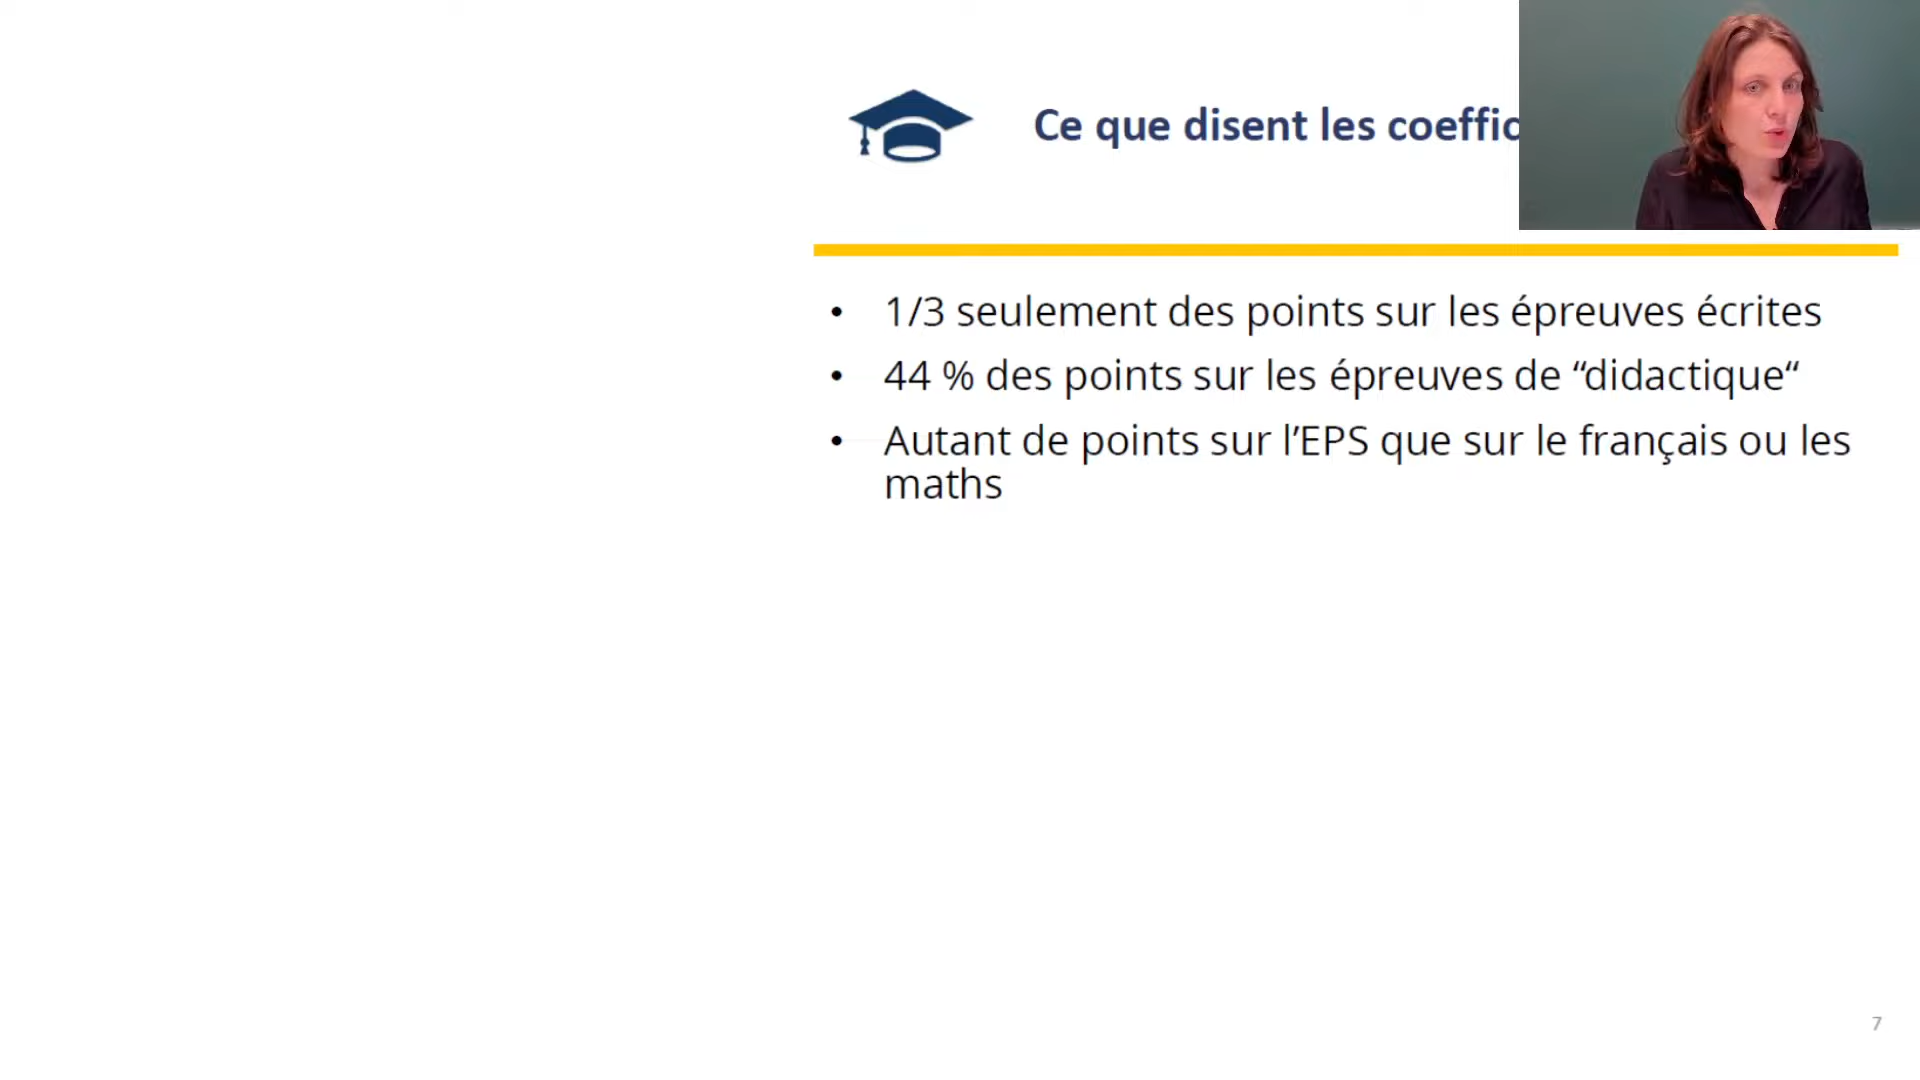 Ce que disent les coeffic
• 1/3 seulement des points sur les épreuves écrites
• 44 % des points sur les épreuves de “didactique“
• Autant de points sur l’EPS que sur le français ou les
maths
7